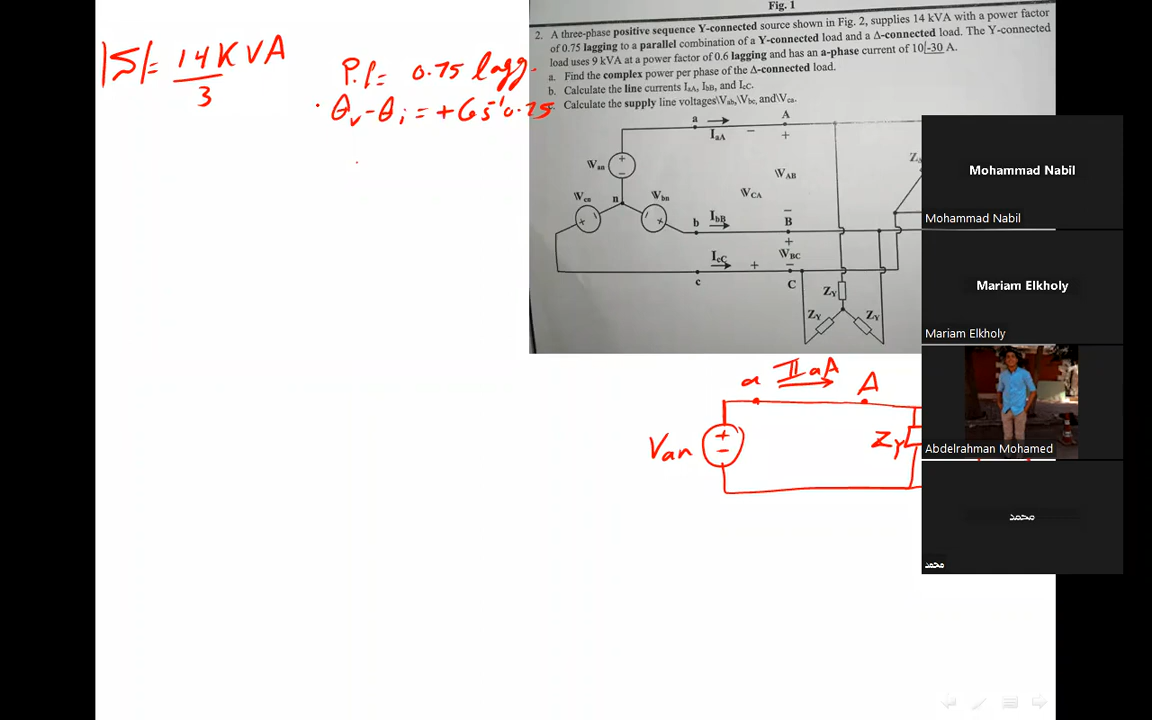 Fig. 1
2. A three-phase positive sequence Y-connected source shown in Fig. 2, supplies 14 kVA with a power factor
of 0.75 lagging to a parallel combination of a Y-connected load and a Δ-connected load. The Y-connected
load uses 9 kVA at a power factor of 0.6 lagging and has an a-phase current of 10∠-30 A.
a. Find the complex power per phase of the Δ-connected load.
b. Calculate the line currents IaA, IbB, and IcC.
Calculate the supply line voltages\Vab,\Vbc, and\Vca.
|S|= 14 KVA
3
P.f= 0.75 lagg.
θv-θi = +Cos⁻¹0.75
a
A
IaA
−
+
Van
+
−
VAB
Vcn
n
Vbn
VCA
b
IbB
−
B
+
VBC
c
IcC
+
−
C
ZY
ZY
ZY
a
IaA
A
Van
+
−
ZY
Mohammad Nabil
Mohammad Nabil
Mariam Elkholy
Mariam Elkholy
Abdelrahman Mohamed
محمد
محمد